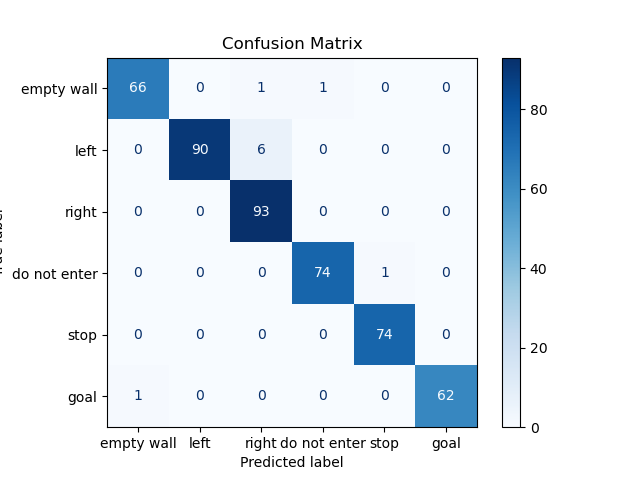 Confusion Matrix
empty wall 66 0 1 1 0 0
left 0 90 6 0 0 0
right 0 0 93 0 0 0
do not enter 0 0 0 74 1 0
stop 0 0 0 0 74 0
goal 1 0 0 0 0 62
empty wall left right do not enter stop goal
Predicted label
80
60
40
20
0